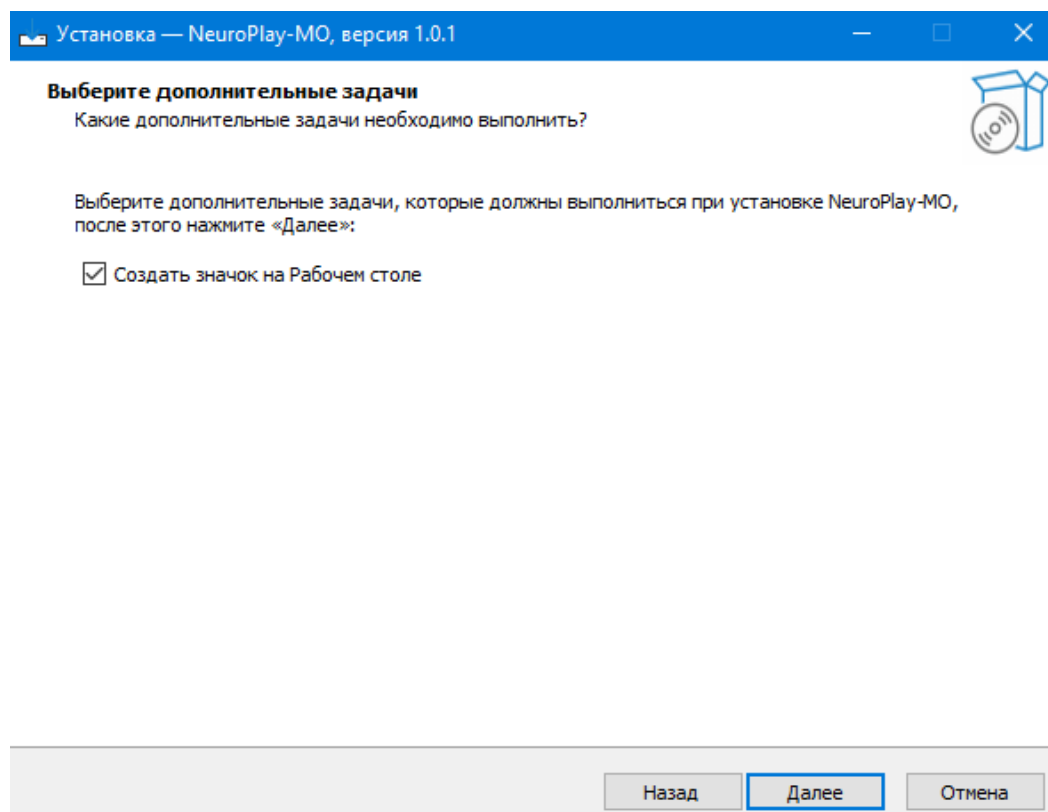 Установка — NeuroPlay-MO, версия 1.0.1
Выберите дополнительные задачи
Какие дополнительные задачи необходимо выполнить?
Выберите дополнительные задачи, которые должны выполниться при установке NeuroPlay-MO,
после этого нажмите «Далее»:
Создать значок на Рабочем столе
Назад
Далее
Отмена